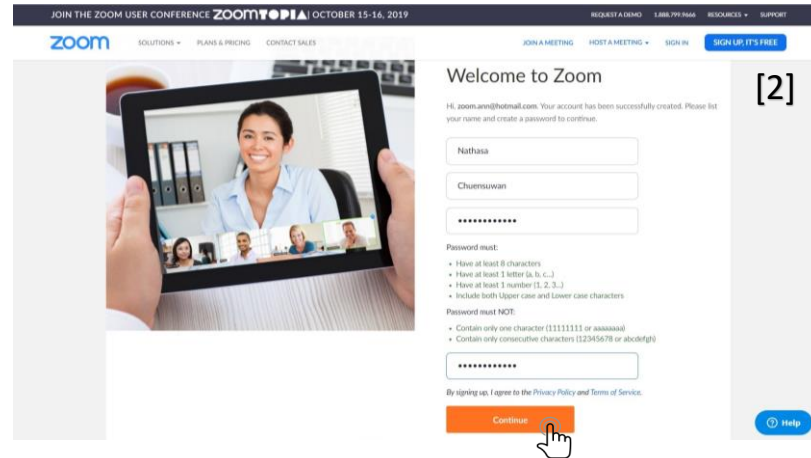 JOIN THE ZOOM USER CONFERENCE ZOOMTOPIA | OCTOBER 15-16, 2019
REQUEST A DEMO 1.888.799.9666 RESOURCES SUPPORT
zoom SOLUTIONS PLANS & PRICING CONTACT SALES JOIN A MEETING HOST A MEETING SIGN IN SIGN UP, IT'S FREE
Welcome to Zoom
[2]
Hi, zoom.ann@hotmail.com. Your account has been successfully created. Please list
your name and create a password to continue.
Nathasa
Chuensuwan
••••••••••••
Password must:
• Have at least 8 characters
• Have at least 1 letter (a, b, c...)
• Have at least 1 number (1, 2, 3...)
• Include both Upper case and Lower case characters
Password must NOT:
• Contain only one character (11111111 or aaaaaaaa)
• Contain only consecutive characters (12345678 or abcdefgh)
••••••••••••
By signing up, I agree to the Privacy Policy and Terms of Service.
Continue
Help